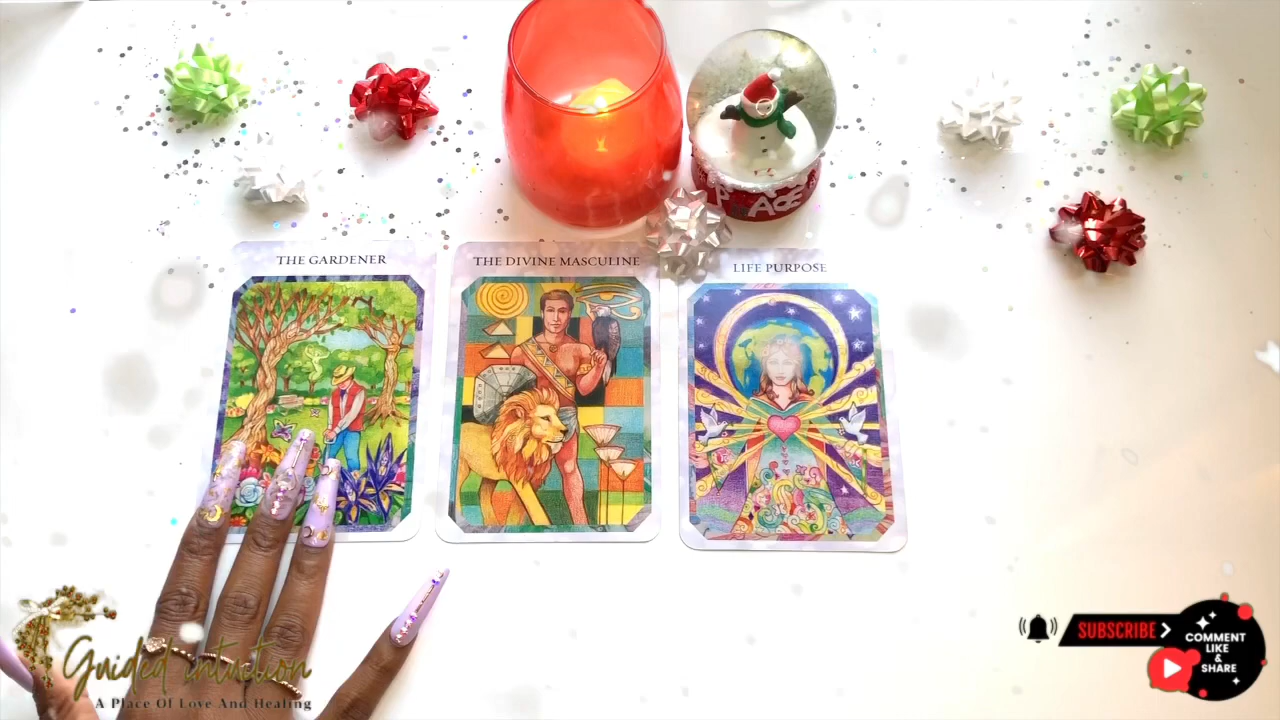 THE GARDENER
THE DIVINE MASCULINE
LIFE PURPOSE
Guided intuition
A Place Of Love And Healing
SUBSCRIBE
COMMENT
LIKE
&
SHARE